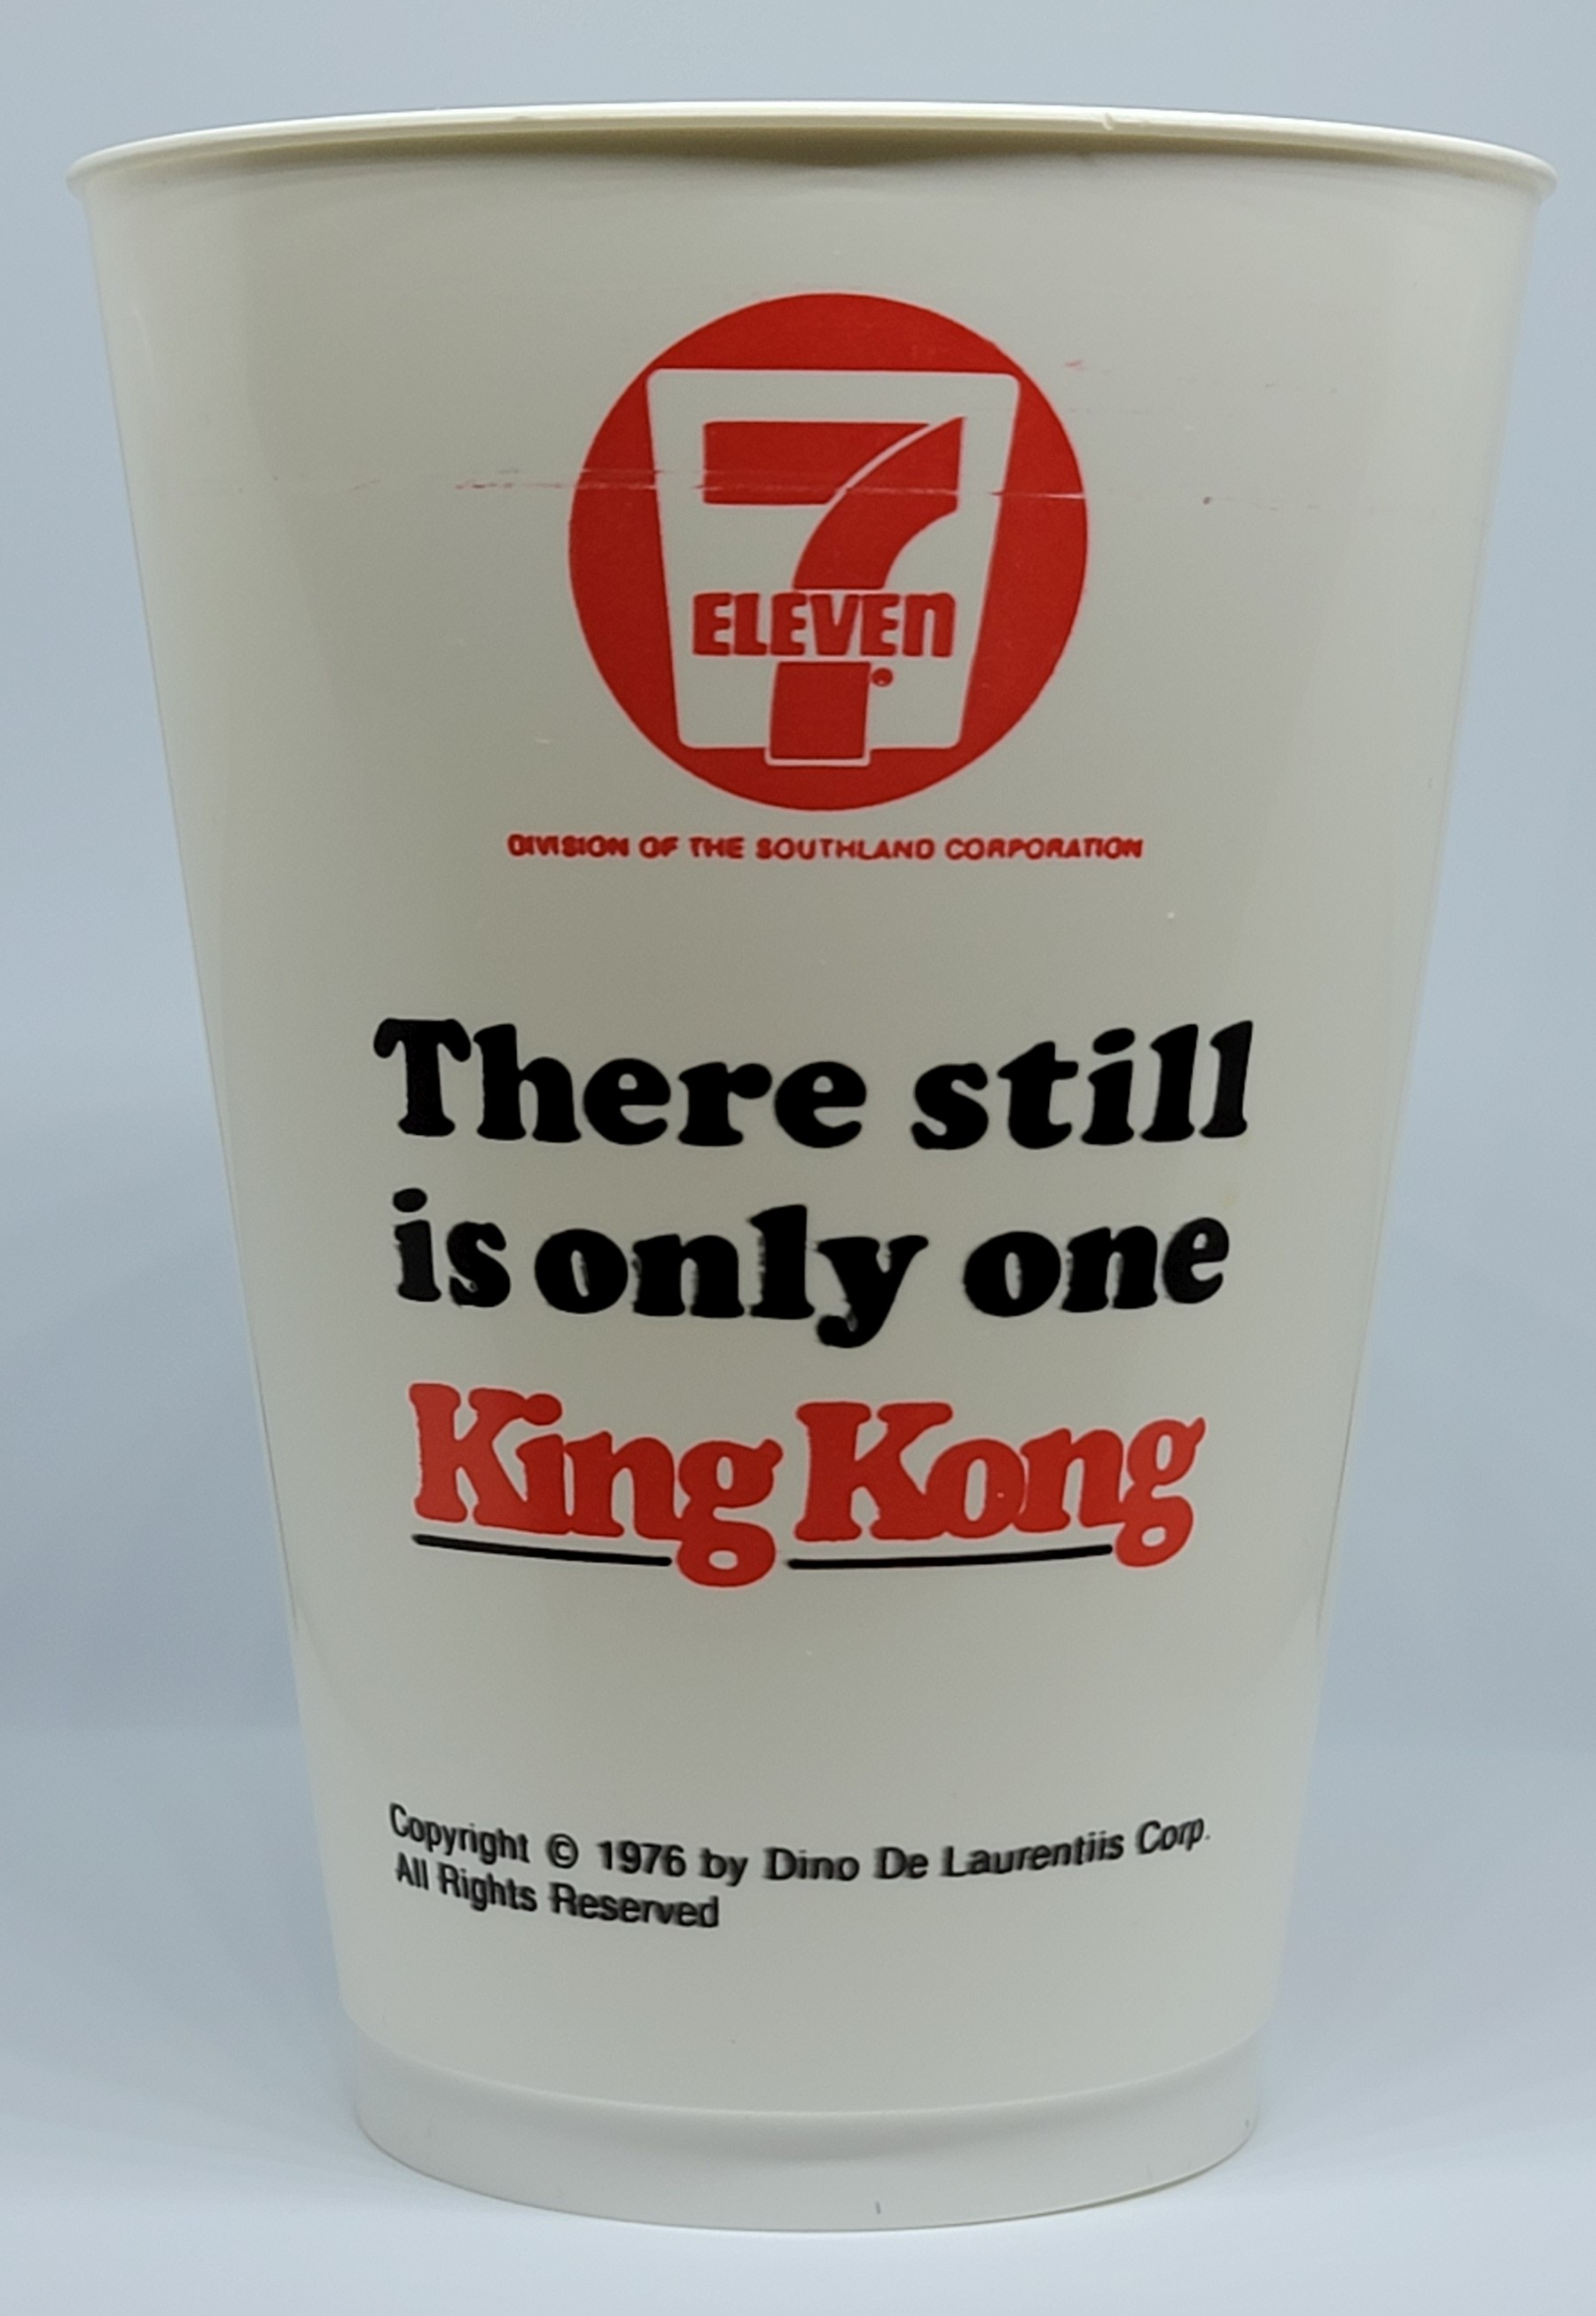 7
ELEVEn
DIVISION OF THE SOUTHLAND CORPORATION
There still
is only one
King Kong
Copyright © 1976 by Dino De Laurentiis Corp.
All Rights Reserved